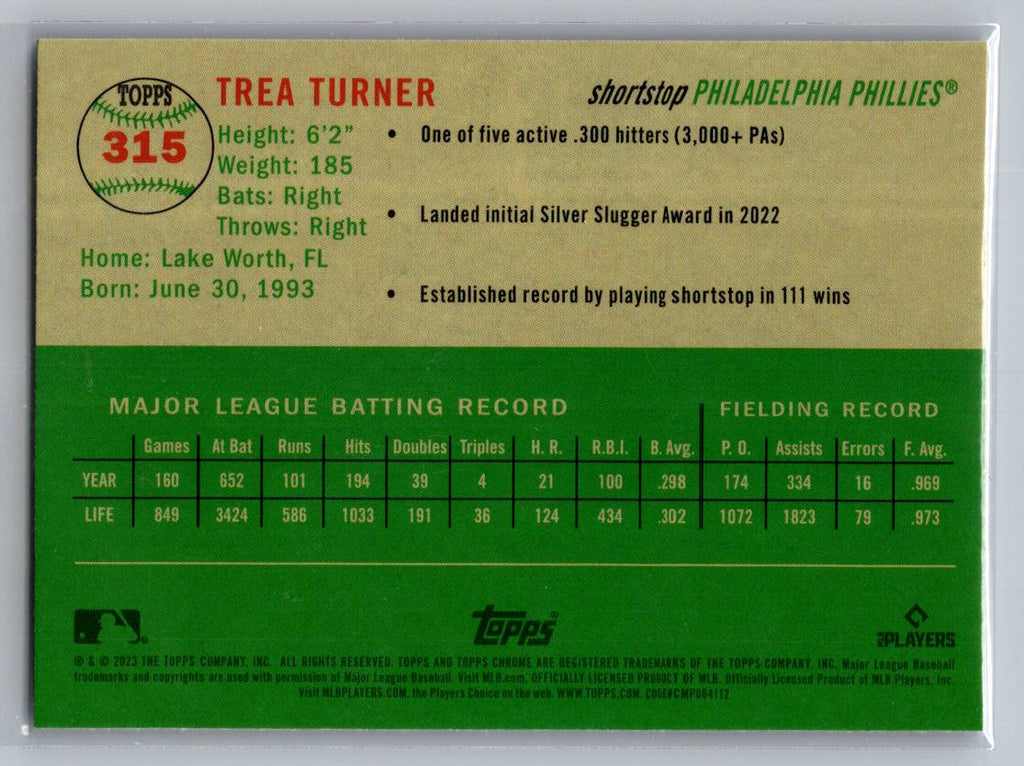 TOPPS
315
TREA TURNER
shortstop PHILADELPHIA PHILLIES®
Height: 6'2"
Weight: 185
Bats: Right
Throws: Right
Home: Lake Worth, FL
Born: June 30, 1993
• One of five active .300 hitters (3,000+ PAs)
• Landed initial Silver Slugger Award in 2022
• Established record by playing shortstop in 111 wins
MAJOR LEAGUE BATTING RECORD FIELDING RECORD
Games At Bat Runs Hits Doubles Triples H. R. R.B.I. B. Avg. P. O. Assists Errors F. Avg.
YEAR 160 652 101 194 39 4 21 100 .298 174 334 16 .969
LIFE 849 3424 586 1033 191 36 124 434 .302 1072 1823 79 .973
Topps®
PLAYERS
® & © 2023 THE TOPPS COMPANY, INC. ALL RIGHTS RESERVED. TOPPS AND TOPPS CHROME ARE REGISTERED TRADEMARKS OF THE TOPPS COMPANY, INC. Major League Baseball
trademarks and copyrights are used with permission of Major League Baseball. Visit MLB.com. OFFICIALLY LICENSED PRODUCT OF MLB. Officially Licensed Product of MLB Players, Inc.
Visit MLBPLAYERS.COM, the Players Choice on the web. WWW.TOPPS.COM. CODE#CMP084112